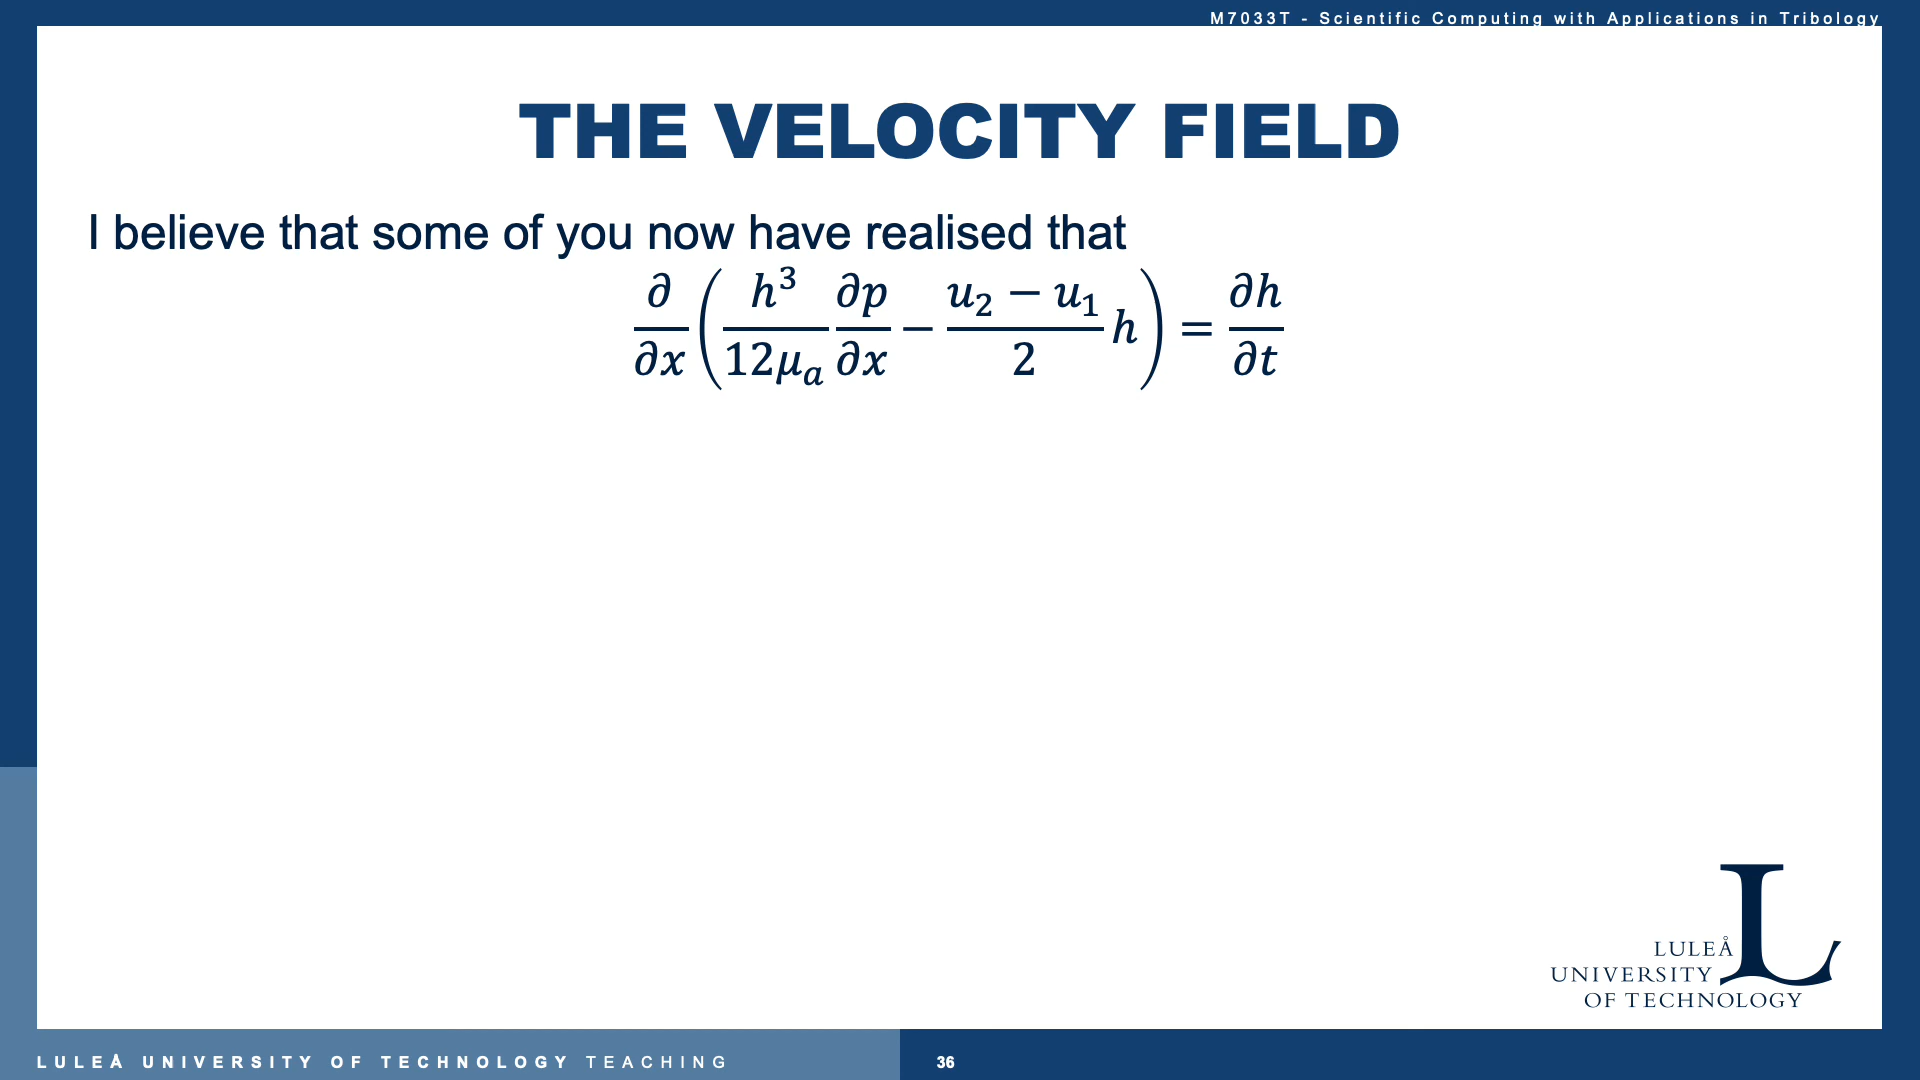 M7033T - Scientific Computing with Applications in Tribology
THE VELOCITY FIELD
I believe that some of you now have realised that
∂/∂x ( h³/12μₐ ∂p/∂x − u₂ − u₁/2 h ) = ∂h/∂t
LULEÅ
UNIVERSITY
OF TECHNOLOGY
L
LULEÅ UNIVERSITY OF TECHNOLOGY TEACHING
36